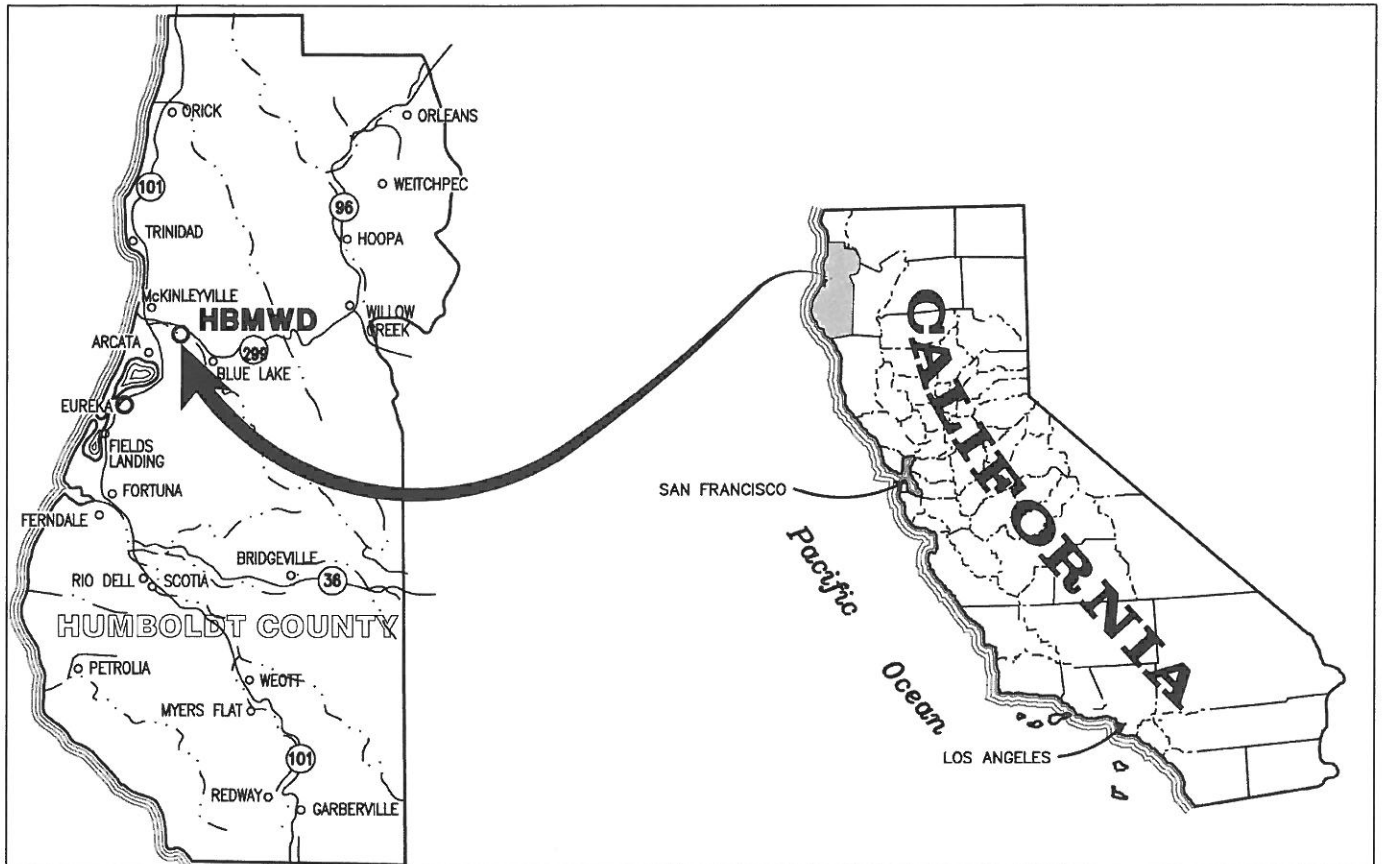 ORICK
ORLEANS
101
WEITCHPEC
96
TRINIDAD
HOOPA
McKINLEYVILLE
HBMWD
WILLOW
CREEK
ARCATA
299
BLUE LAKE
EUREKA
FIELDS
LANDING
FORTUNA
FERNDALE
BRIDGEVILLE
RIO DELL
SCOTIA
36
HUMBOLDT COUNTY
PETROLIA
WEOTT
MYERS FLAT
101
REDWAY
GARBERVILLE
CALIFORNIA
SAN FRANCISCO
Pacific
Ocean
LOS ANGELES